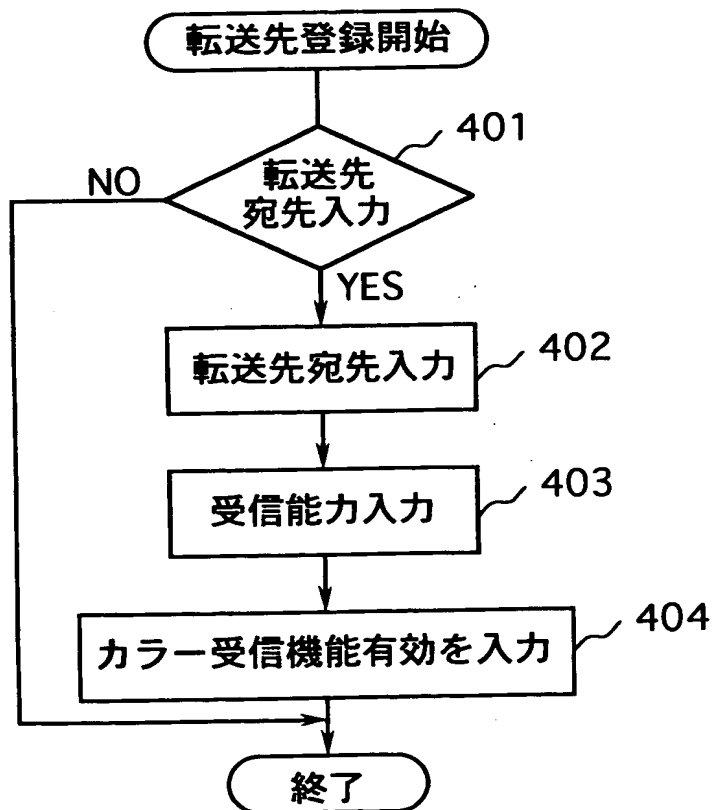 転送先登録開始
401
転送先
宛先入力
NO
YES
402
転送先宛先入力
403
受信能力入力
404
カラー受信機能有効を入力
終了